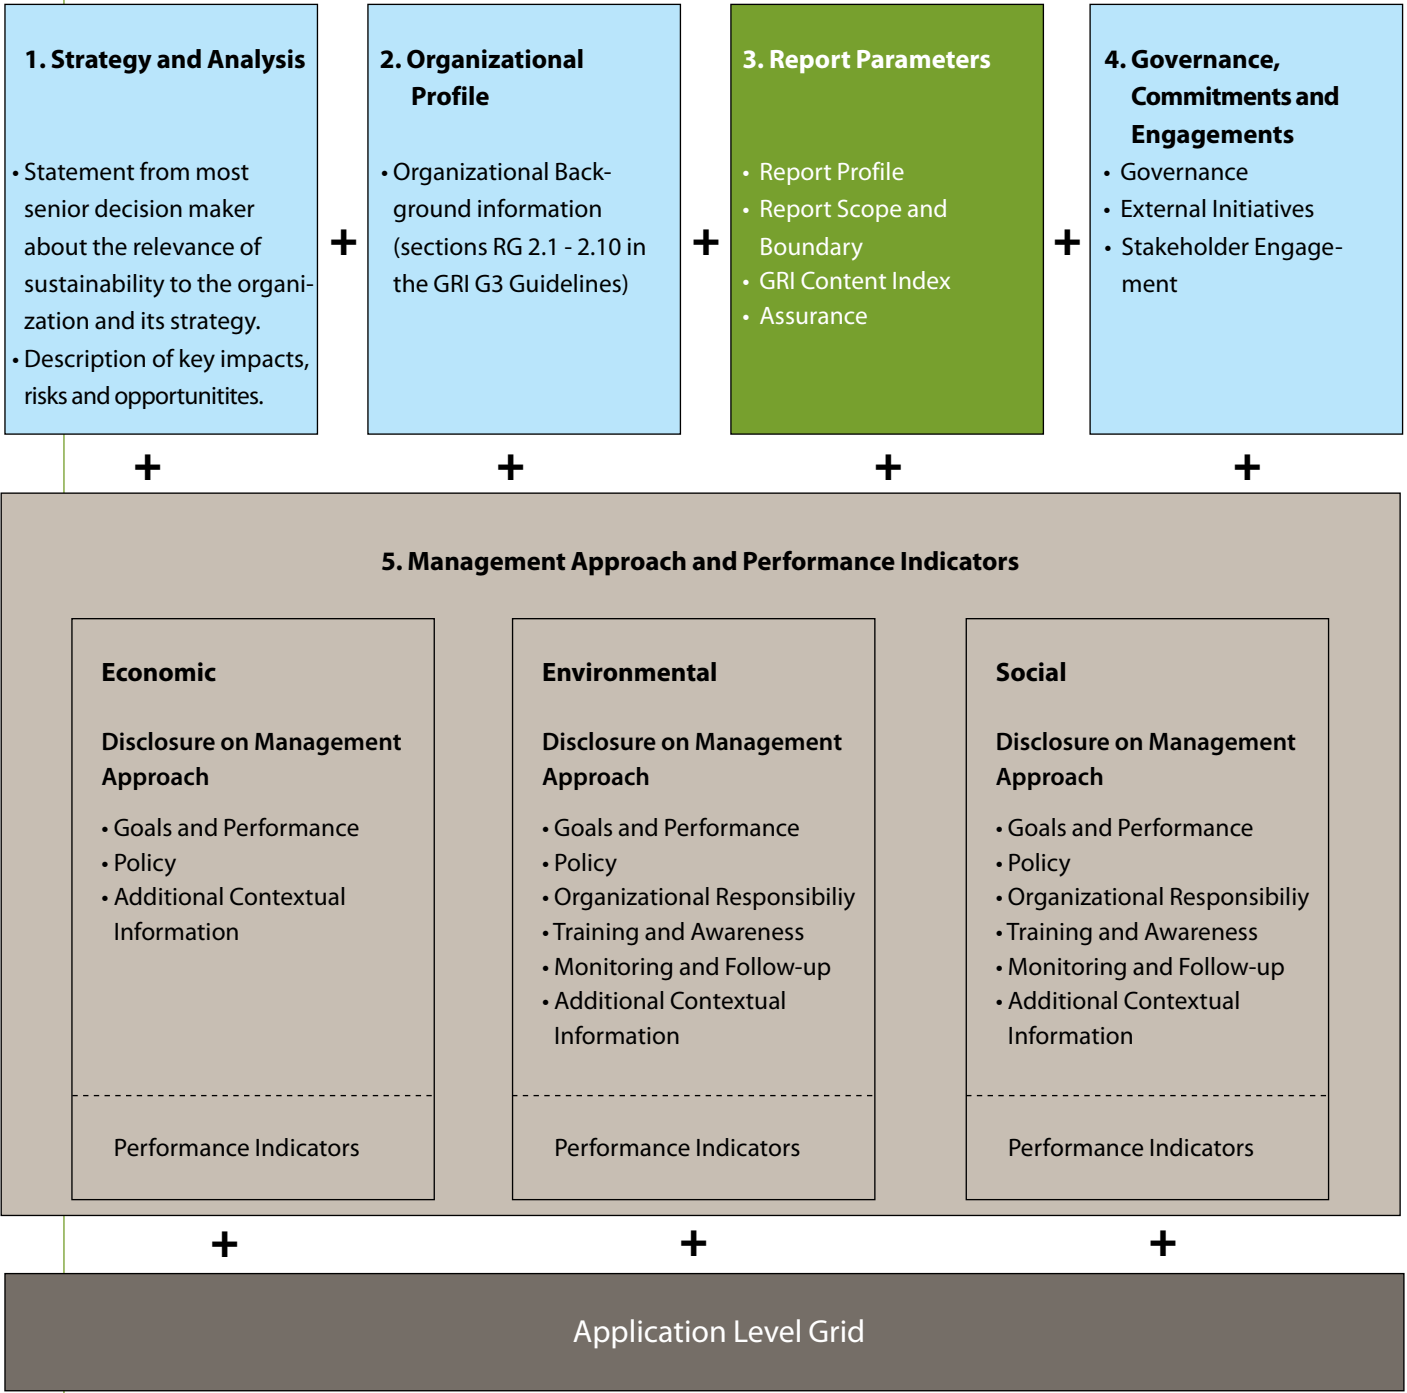 1. Strategy and Analysis
• Statement from most
senior decision maker
about the relevance of
sustainability to the organi-
zation and its strategy.
• Description of key impacts,
risks and opportunitites.
+
2. Organizational
Profile
• Organizational Back-
ground information
(sections RG 2.1 - 2.10 in
the GRI G3 Guidelines)
+
3. Report Parameters
• Report Profile
• Report Scope and
Boundary
• GRI Content Index
• Assurance
+
4. Governance,
Commitments and
Engagements
• Governance
• External Initiatives
• Stakeholder Engage-
ment
+ + + +
5. Management Approach and Performance Indicators
Economic
Disclosure on Management
Approach
• Goals and Performance
• Policy
• Additional Contextual
Information
Performance Indicators
Environmental
Disclosure on Management
Approach
• Goals and Performance
• Policy
• Organizational Responsibiliy
• Training and Awareness
• Monitoring and Follow-up
• Additional Contextual
Information
Performance Indicators
Social
Disclosure on Management
Approach
• Goals and Performance
• Policy
• Organizational Responsibiliy
• Training and Awareness
• Monitoring and Follow-up
• Additional Contextual
Information
Performance Indicators
+ + +
Application Level Grid